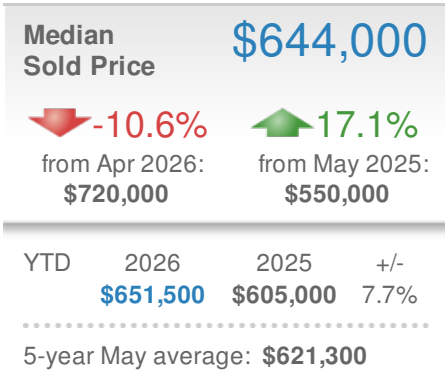 Median
Sold Price
$644,000
-10.6% 17.1%
from Apr 2026: from May 2025:
$720,000 $550,000
YTD 2026 2025 +/-
$651,500 $605,000 7.7%
5-year May average: $621,300